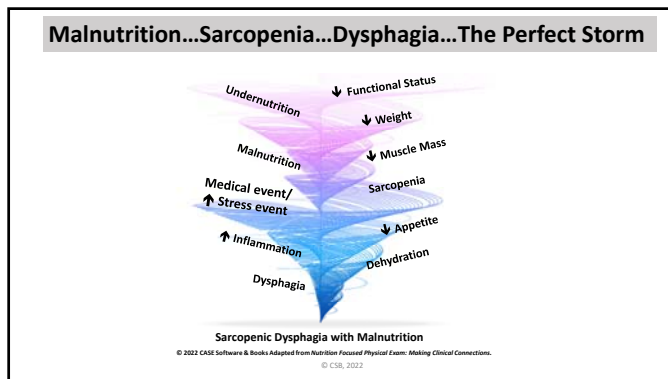 Malnutrition...Sarcopenia...Dysphagia...The Perfect Storm
Undernutrition
↓ Functional Status
↓ Weight
Malnutrition
↓ Muscle Mass
Medical event/
↑ Stress event
Sarcopenia
↑ Inflammation
↓ Appetite
Dysphagia
Dehydration
Sarcopenic Dysphagia with Malnutrition
© 2022 CASE Software & Books Adapted from Nutrition Focused Physical Exam: Making Clinical Connections.
© CSB, 2022